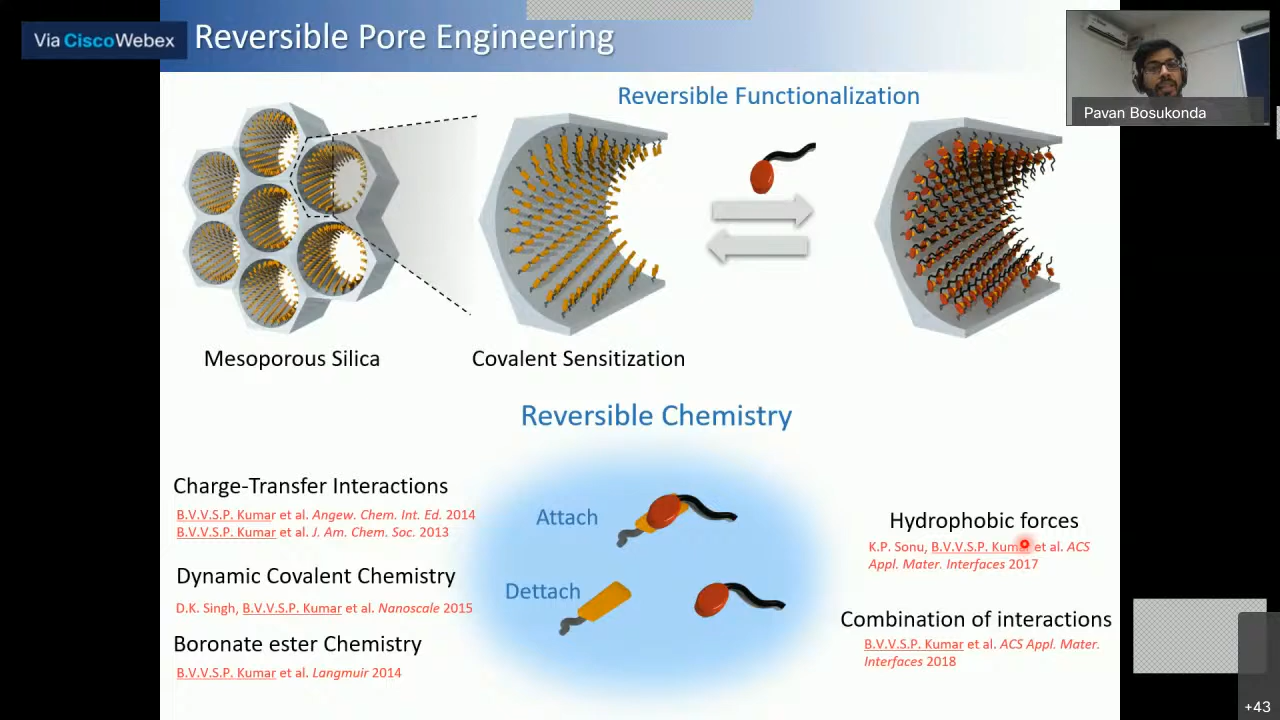 Via CiscoWebex
Reversible Pore Engineering
Pavan Bosukonda
Reversible Functionalization
Mesoporous Silica
Covalent Sensitization
Reversible Chemistry
Charge-Transfer Interactions
B.V.V.S.P. Kumar et al. Angew. Chem. Int. Ed. 2014
B.V.V.S.P. Kumar et al. J. Am. Chem. Soc. 2013
Dynamic Covalent Chemistry
D.K. Singh, B.V.V.S.P. Kumar et al. Nanoscale 2015
Boronate ester Chemistry
B.V.V.S.P. Kumar et al. Langmuir 2014
Attach
Dettach
Hydrophobic forces
K.P. Sonu, B.V.V.S.P. Kumar et al. ACS
Appl. Mater. Interfaces 2017
Combination of interactions
B.V.V.S.P. Kumar et al. ACS Appl. Mater.
Interfaces 2018
+43